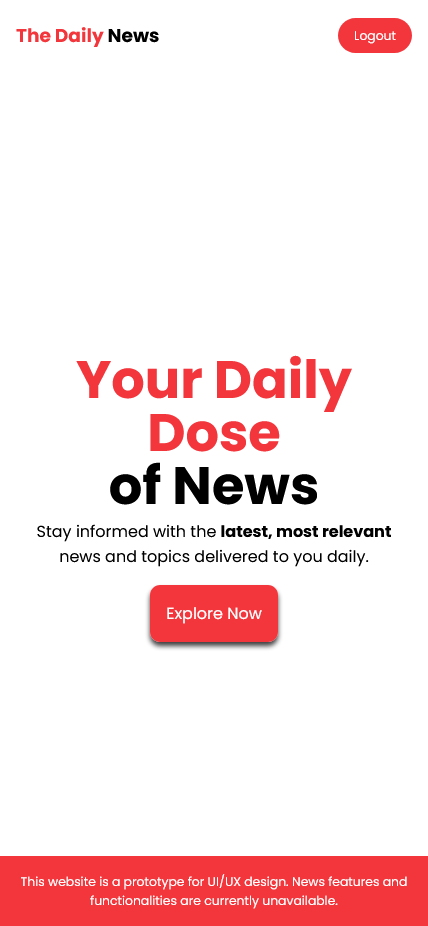 The Daily News
Logout
Your Daily
Dose
of News
Stay informed with the latest, most relevant
news and topics delivered to you daily.
Explore Now
This website is a prototype for UI/UX design. News features and
functionalities are currently unavailable.